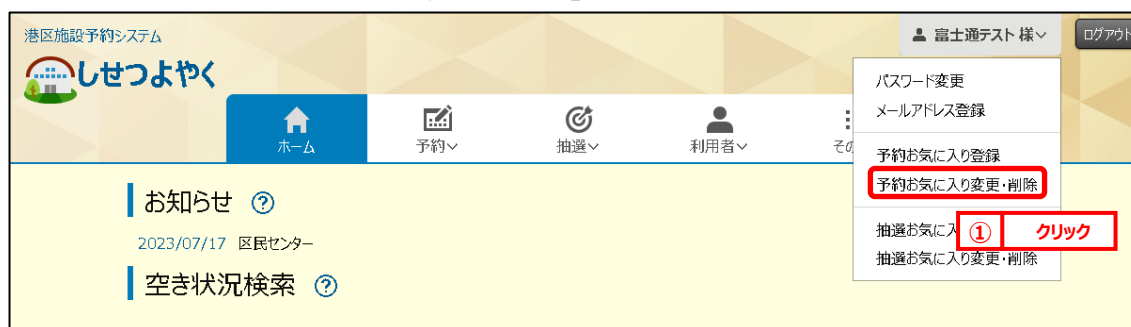 港区施設予約システム
富士通テスト 様
ログアウト
しせつよやく
ホーム
予約
抽選
利用者
その
パスワード変更
メールアドレス登録
予約お気に入り登録
予約お気に入り変更・削除
抽選お気に入
抽選お気に入り変更・削除
① クリック
お知らせ ?
2023/07/17 区民センター
空き状況検索 ?